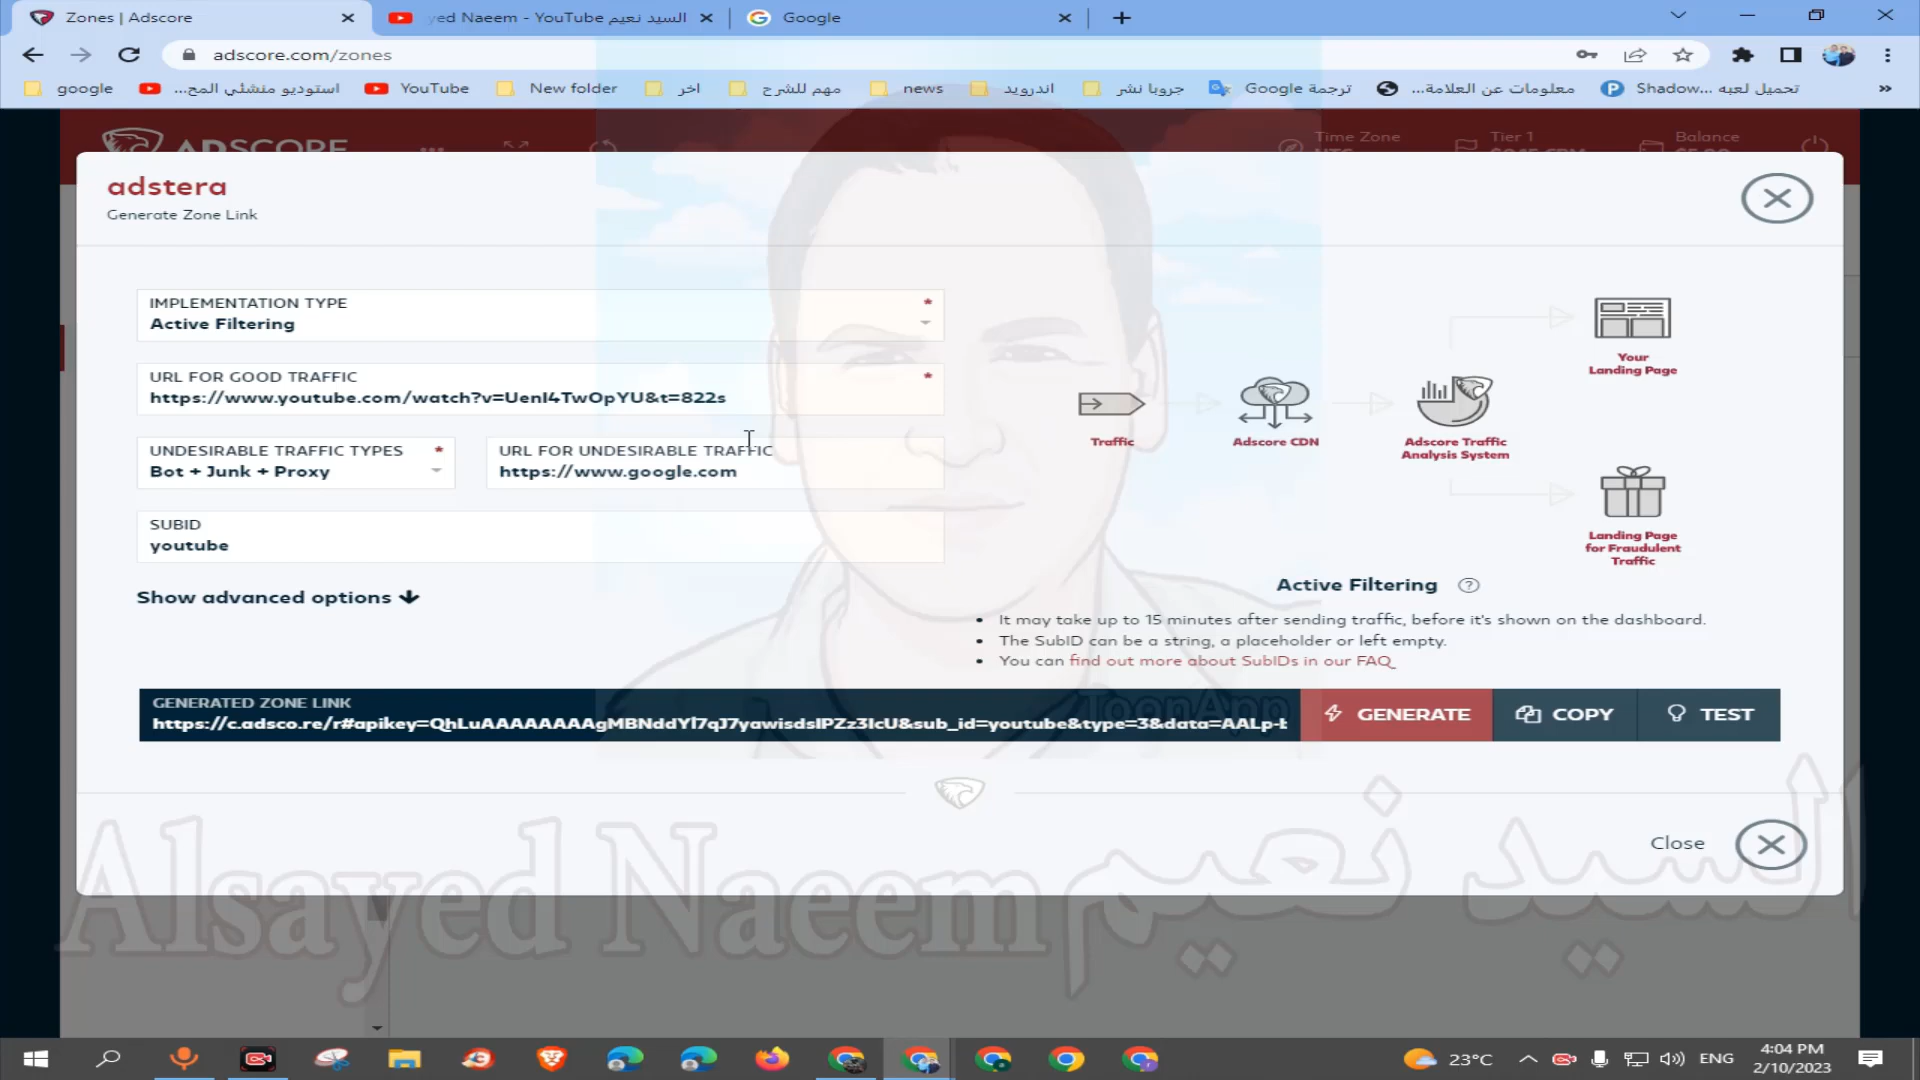 Zones | Adscore
yed Naeem - YouTube السيد نعيم
Google
adscore.com/zones
google
استوديو منشئي المح...
YouTube
New folder
اخر
مهم للشرح
news
اندرويد
جروبا نشر
ترجمة Google
معلومات عن العلامة...
Shadow... تحميل لعبه
»
ADSCORE
Time Zone
Tier 1
Balance
adstera
Generate Zone Link
IMPLEMENTATION TYPE *
Active Filtering
URL FOR GOOD TRAFFIC *
https://www.youtube.com/watch?v=UenI4TwOpYU&t=822s
UNDESIRABLE TRAFFIC TYPES *
Bot + Junk + Proxy
URL FOR UNDESIRABLE TRAFFIC
https://www.google.com
SUBID
youtube
Show advanced options
Traffic
Adscore CDN
Adscore Traffic
Analysis System
Your
Landing Page
Landing Page
for Fraudulent
Traffic
Active Filtering ?
• It may take up to 15 minutes after sending traffic, before it's shown on the dashboard.
• The SubID can be a string, a placeholder or left empty.
• You can find out more about SubIDs in our FAQ
GENERATED ZONE LINK
https://c.adsco.re/r#apikey=QhLuAAAAAAAAgMBNddYl7qJ7yawisdsIPZz3IcU&sub_id=youtube&type=3&data=AALp-
GENERATE
COPY
TEST
ToonApp
Close
Alsayed Naeem السيد نعيم
23°C
ENG
4:04 PM
2/10/2023